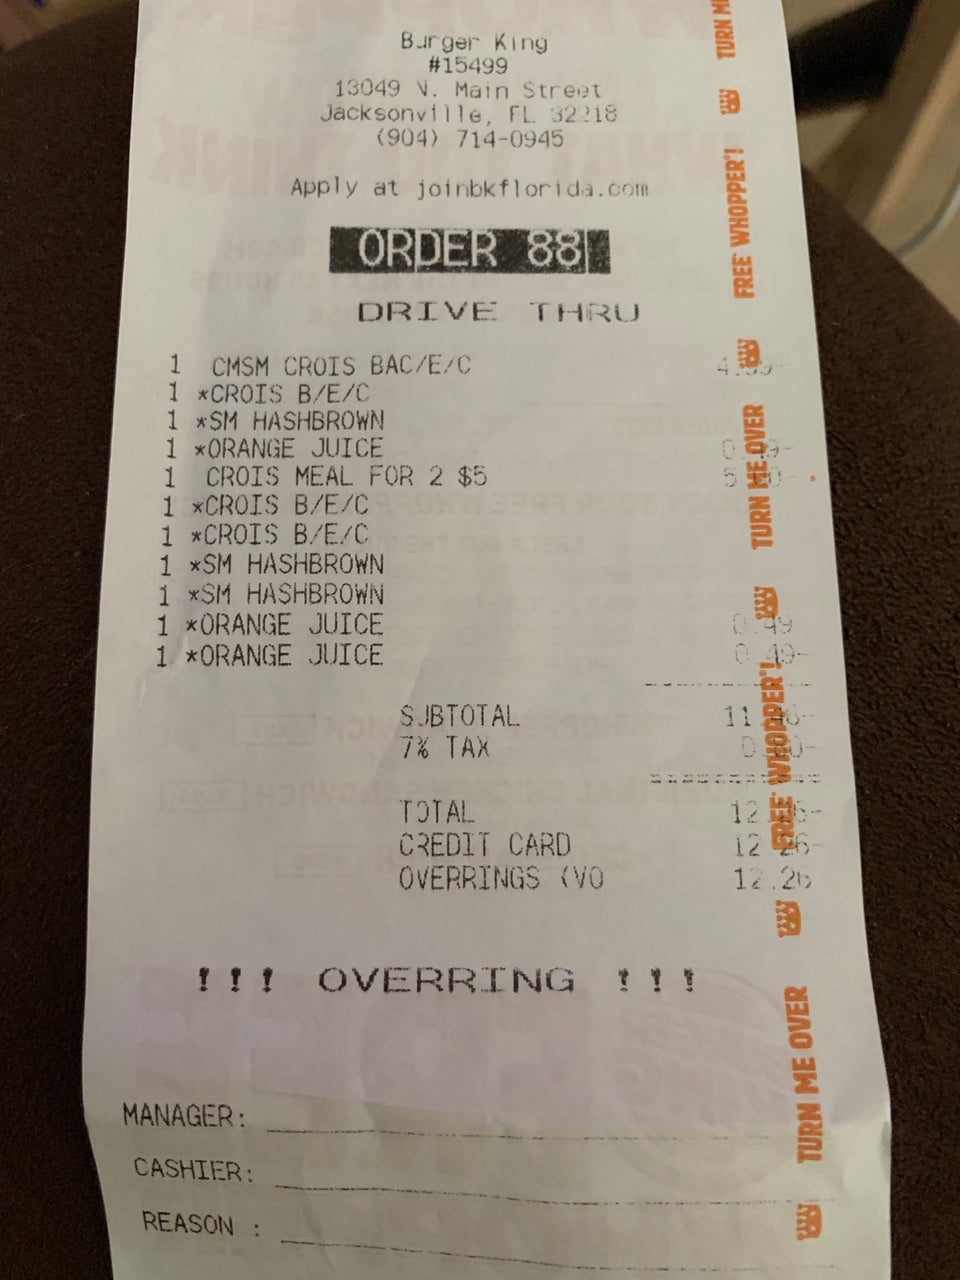 Burger King
#15499
13049 N. Main Street
Jacksonville, FL 32218
(904) 714-0945
Apply at joinbkflorida.com
ORDER 88
DRIVE THRU
1 CMSM CROIS BAC/E/C
1 *CROIS B/E/C
1 *SM HASHBROWN
1 *ORANGE JUICE
1 CROIS MEAL FOR 2 $5
1 *CROIS B/E/C
1 *CROIS B/E/C
1 *SM HASHBROWN
1 *SM HASHBROWN
1 *ORANGE JUICE 0.49-
1 *ORANGE JUICE 0.49-
SUBTOTAL
7% TAX
TOTAL
CREDIT CARD 12.26-
OVERRINGS (VO 12.26
!!! OVERRING !!!
MANAGER:
CASHIER:
REASON :
TURN ME
FREE WHOPPER!
TURN ME OVER
FREE WHOPPER!
TURN ME OVER